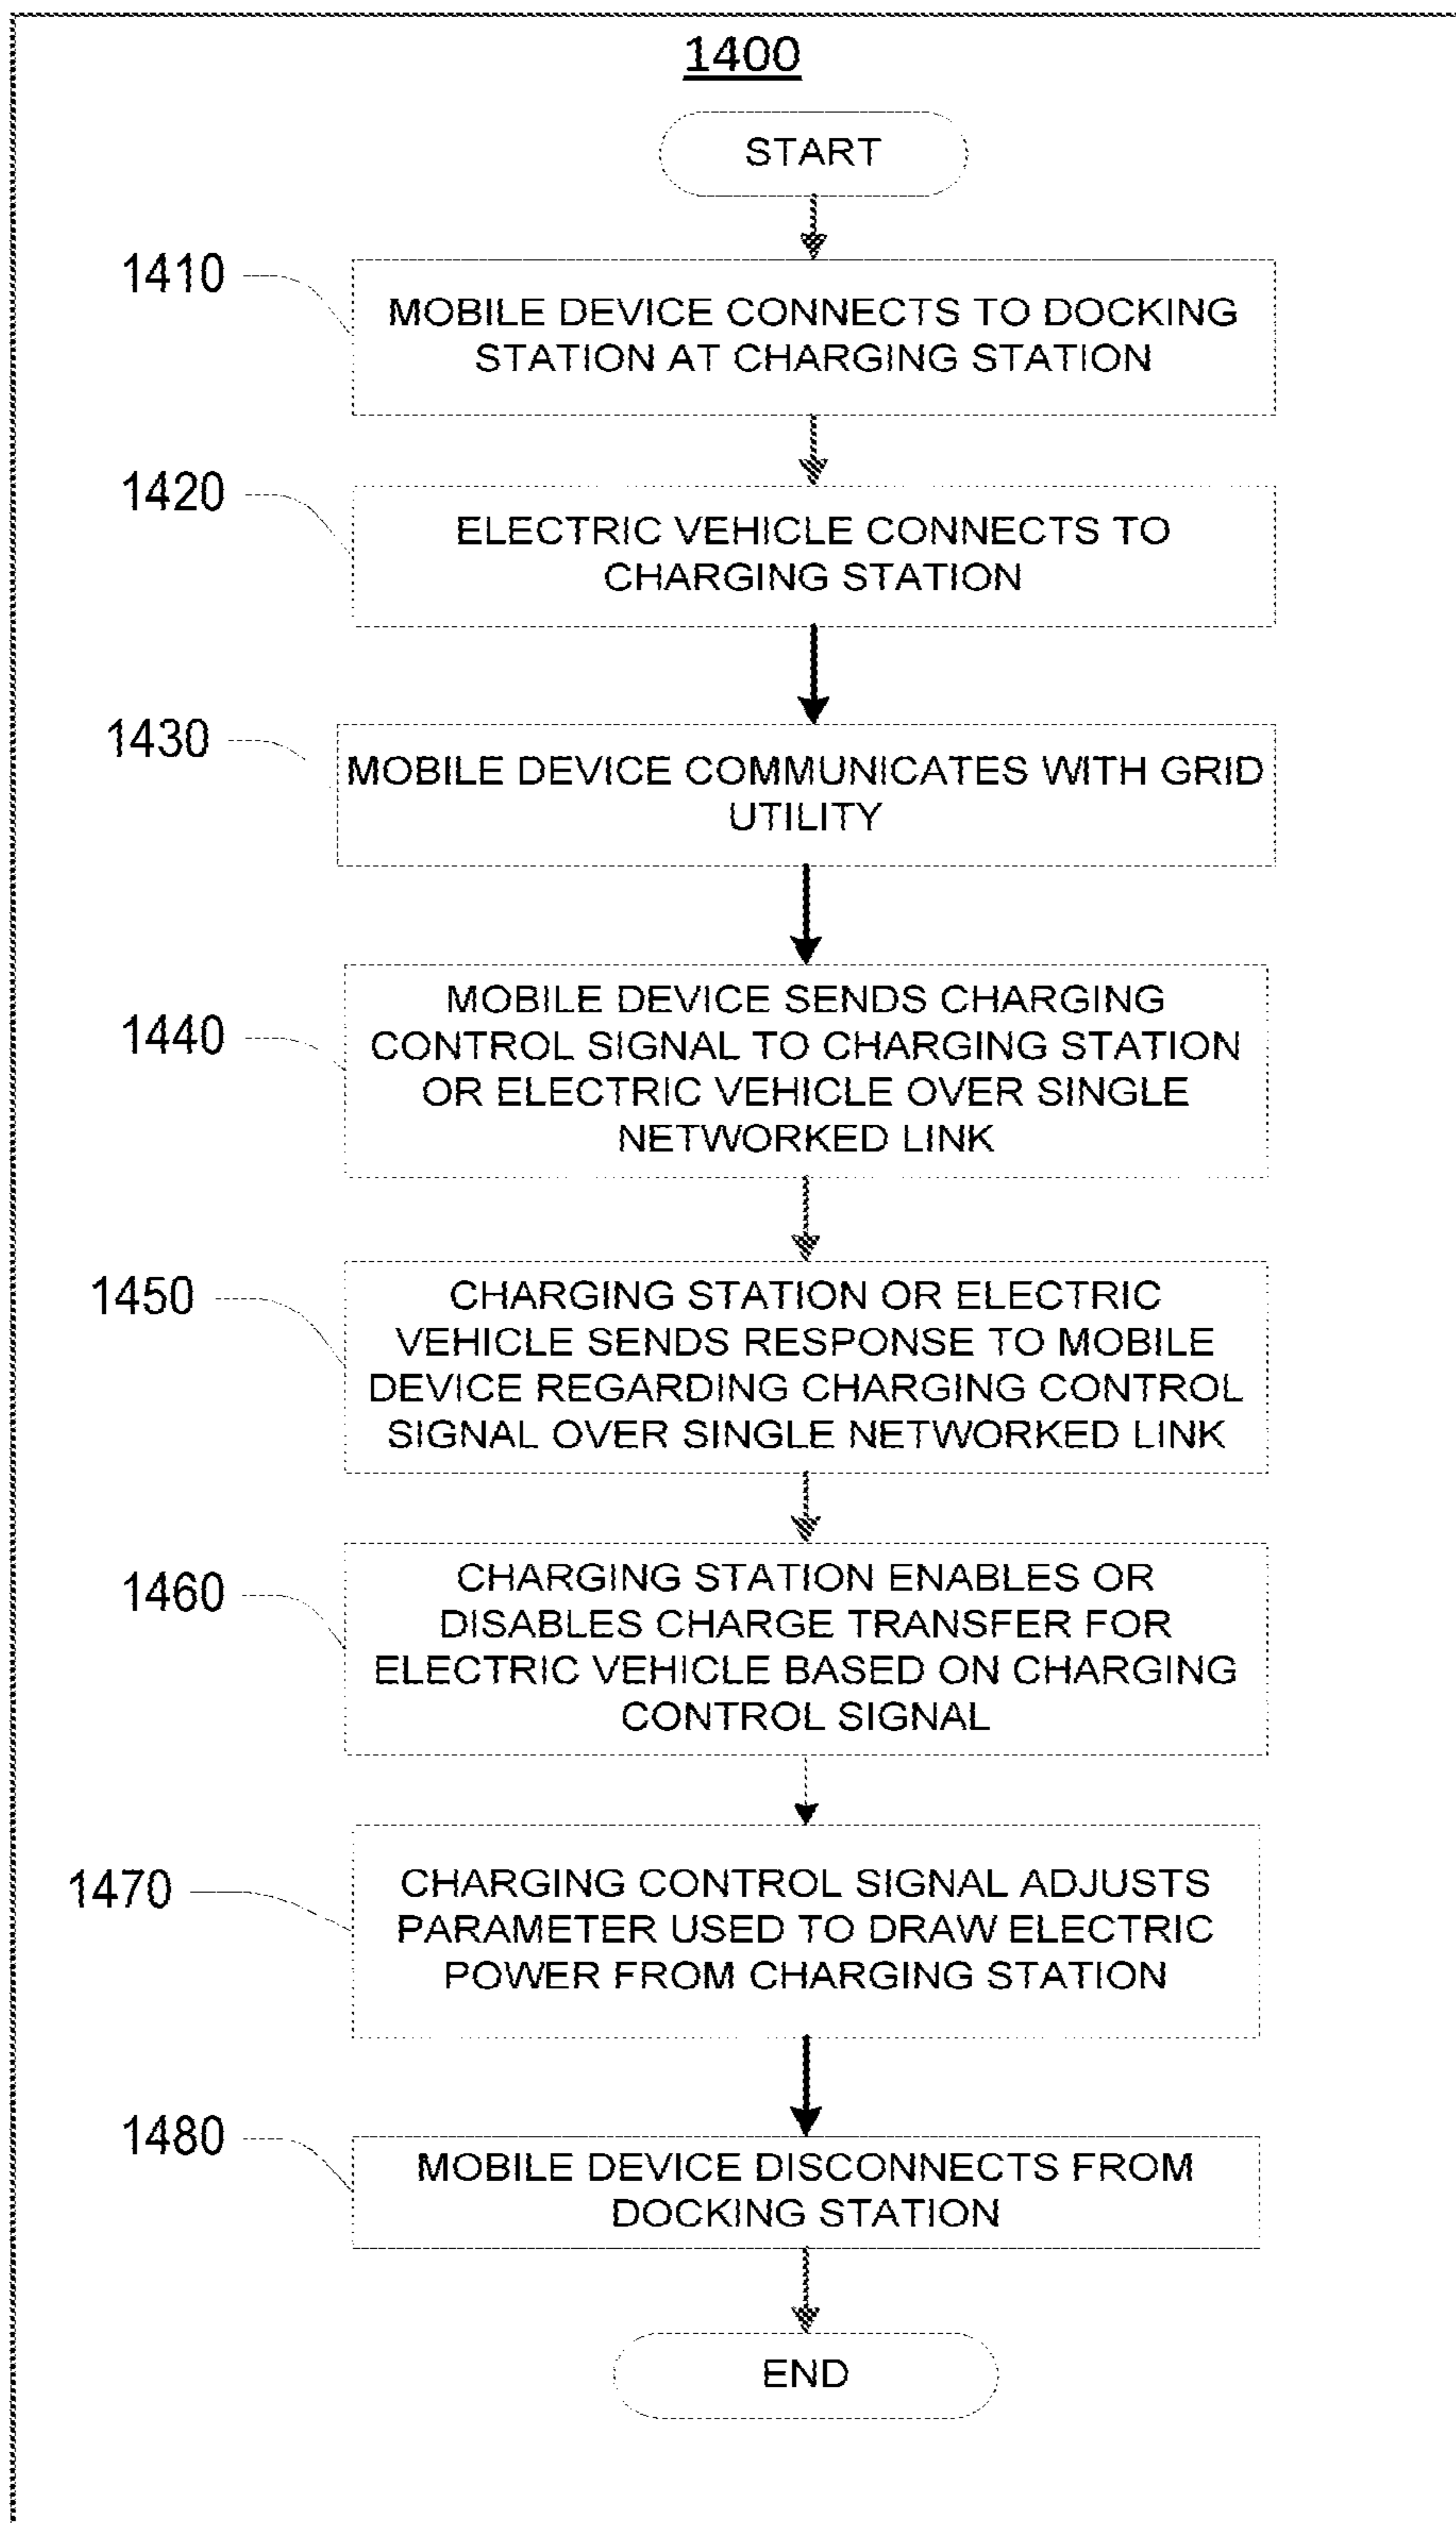 1400
START
1410
MOBILE DEVICE CONNECTS TO DOCKING
STATION AT CHARGING STATION
1420
ELECTRIC VEHICLE CONNECTS TO
CHARGING STATION
1430
MOBILE DEVICE COMMUNICATES WITH GRID
UTILITY
1440
MOBILE DEVICE SENDS CHARGING
CONTROL SIGNAL TO CHARGING STATION
OR ELECTRIC VEHICLE OVER SINGLE
NETWORKED LINK
1450
CHARGING STATION OR ELECTRIC
VEHICLE SENDS RESPONSE TO MOBILE
DEVICE REGARDING CHARGING CONTROL
SIGNAL OVER SINGLE NETWORKED LINK
1460
CHARGING STATION ENABLES OR
DISABLES CHARGE TRANSFER FOR
ELECTRIC VEHICLE BASED ON CHARGING
CONTROL SIGNAL
1470
CHARGING CONTROL SIGNAL ADJUSTS
PARAMETER USED TO DRAW ELECTRIC
POWER FROM CHARGING STATION
1480
MOBILE DEVICE DISCONNECTS FROM
DOCKING STATION
END